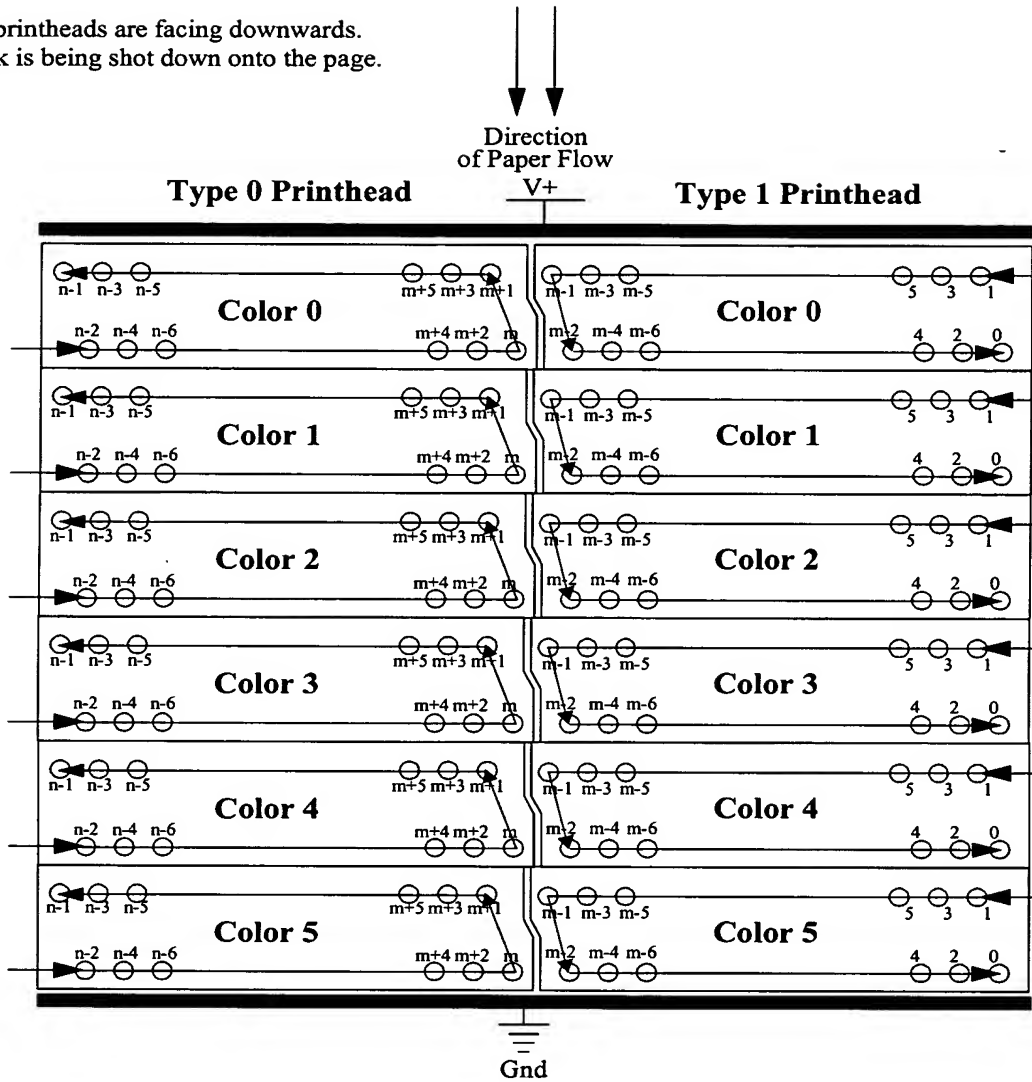 printheads are facing downwards.
k is being shot down onto the page.
Direction
of Paper Flow
V+
Type 0 Printhead
Type 1 Printhead
n-1 n-3 n-5
m+5 m+3 m+1
Color 0
n-2 n-4 n-6
m+4 m+2 m
m-1 m-3 m-5
5 3 1
Color 0
m-2 m-4 m-6
4 2 0
n-1 n-3 n-5
m+5 m+3 m+1
Color 1
n-2 n-4 n-6
m+4 m+2 m
m-1 m-3 m-5
5 3 1
Color 1
m-2 m-4 m-6
4 2 0
n-1 n-3 n-5
m+5 m+3 m+1
Color 2
n-2 n-4 n-6
m+4 m+2 m
m-1 m-3 m-5
5 3 1
Color 2
m-2 m-4 m-6
4 2 0
n-1 n-3 n-5
m+5 m+3 m+1
Color 3
n-2 n-4 n-6
m+4 m+2 m
m-1 m-3 m-5
5 3 1
Color 3
m-2 m-4 m-6
4 2 0
n-1 n-3 n-5
m+5 m+3 m+1
Color 4
n-2 n-4 n-6
m+4 m+2 m
m-1 m-3 m-5
5 3 1
Color 4
m-2 m-4 m-6
4 2 0
n-1 n-3 n-5
m+5 m+3 m+1
Color 5
n-2 n-4 n-6
m+4 m+2 m
m-1 m-3 m-5
5 3 1
Color 5
m-2 m-4 m-6
4 2 0
Gnd